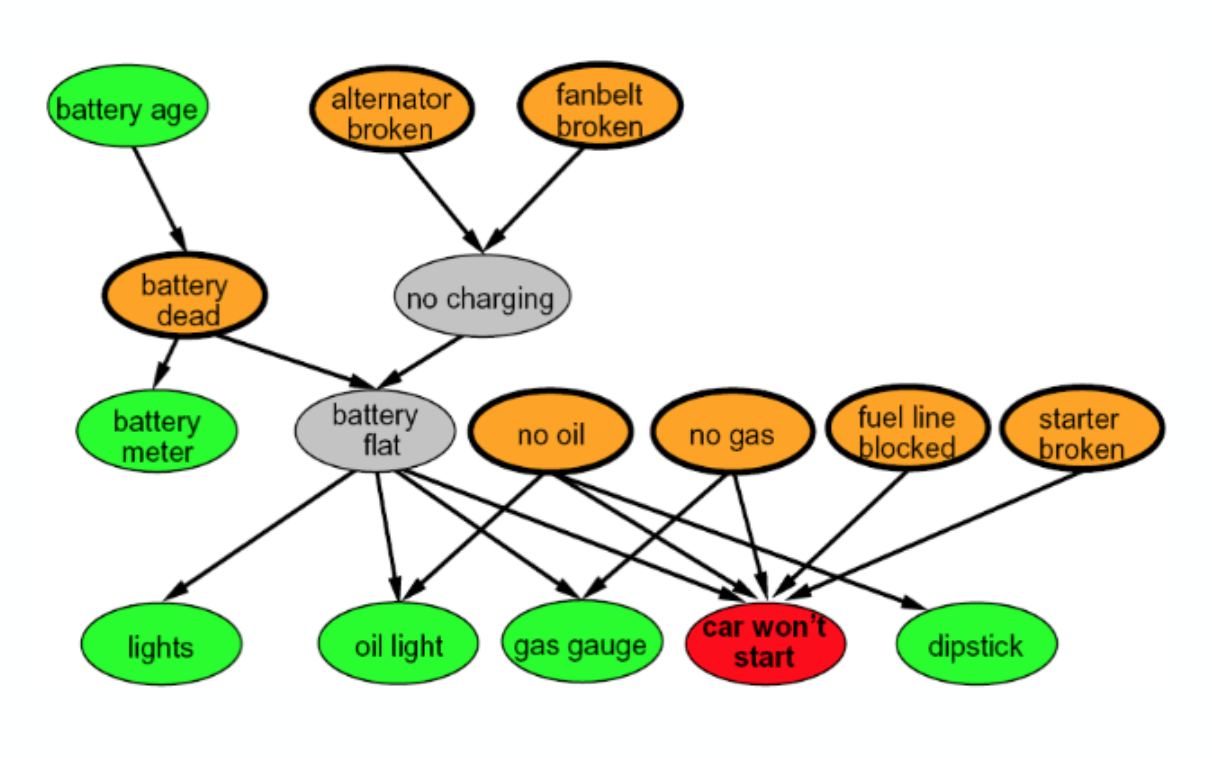 battery age
alternator
broken
fanbelt
broken
battery
dead
no charging
battery
meter
battery
flat
no oil
no gas
fuel line
blocked
starter
broken
lights
oil light
gas gauge
car won't
start
dipstick